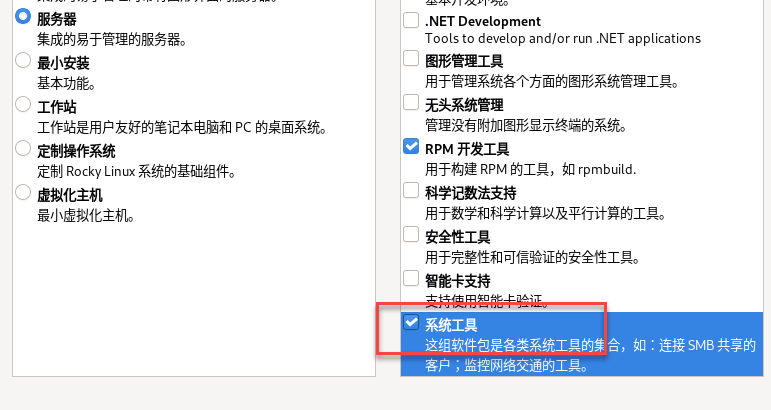 服务器
集成的易于管理的服务器。
最小安装
基本功能。
工作站
工作站是用户友好的笔记本电脑和 PC 的桌面系统。
定制操作系统
定制 Rocky Linux 系统的基础组件。
虚拟化主机
最小虚拟化主机。
.NET Development
Tools to develop and/or run .NET applications
图形管理工具
用于管理系统各个方面的图形系统管理工具。
无头系统管理
管理没有附加图形显示终端的系统。
RPM 开发工具
用于构建 RPM 的工具，如 rpmbuild.
科学记数法支持
用于数学和科学计算以及平行计算的工具。
安全性工具
用于完整性和可信验证的安全性工具。
智能卡支持
支持使用智能卡验证。
系统工具
这组软件包是各类系统工具的集合，如：连接 SMB 共享的
客户；监控网络交通的工具。